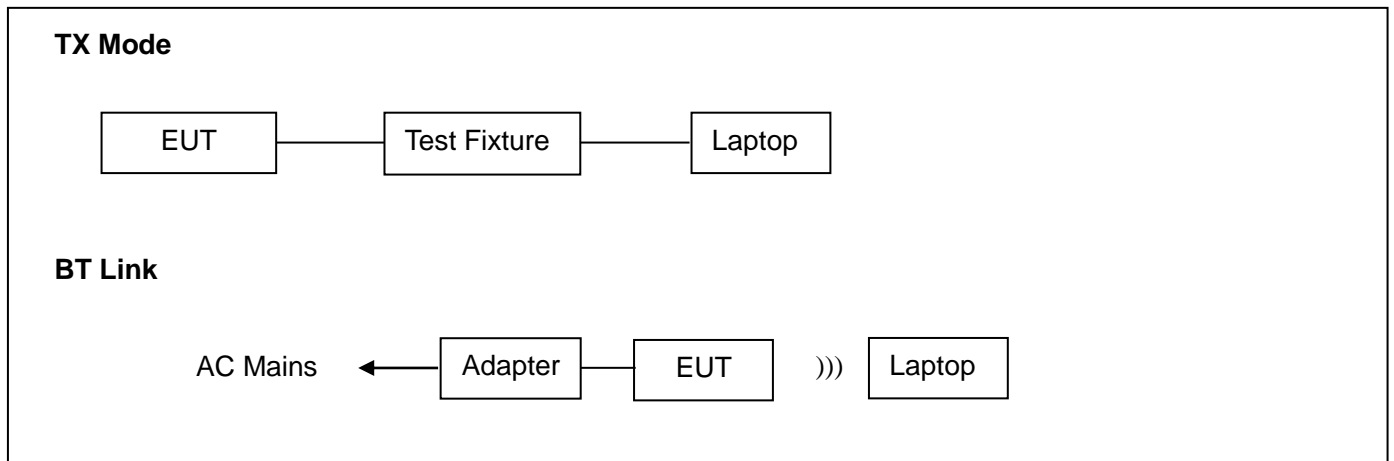 TX Mode
EUT Test Fixture Laptop
BT Link
AC Mains Adapter EUT ))) Laptop